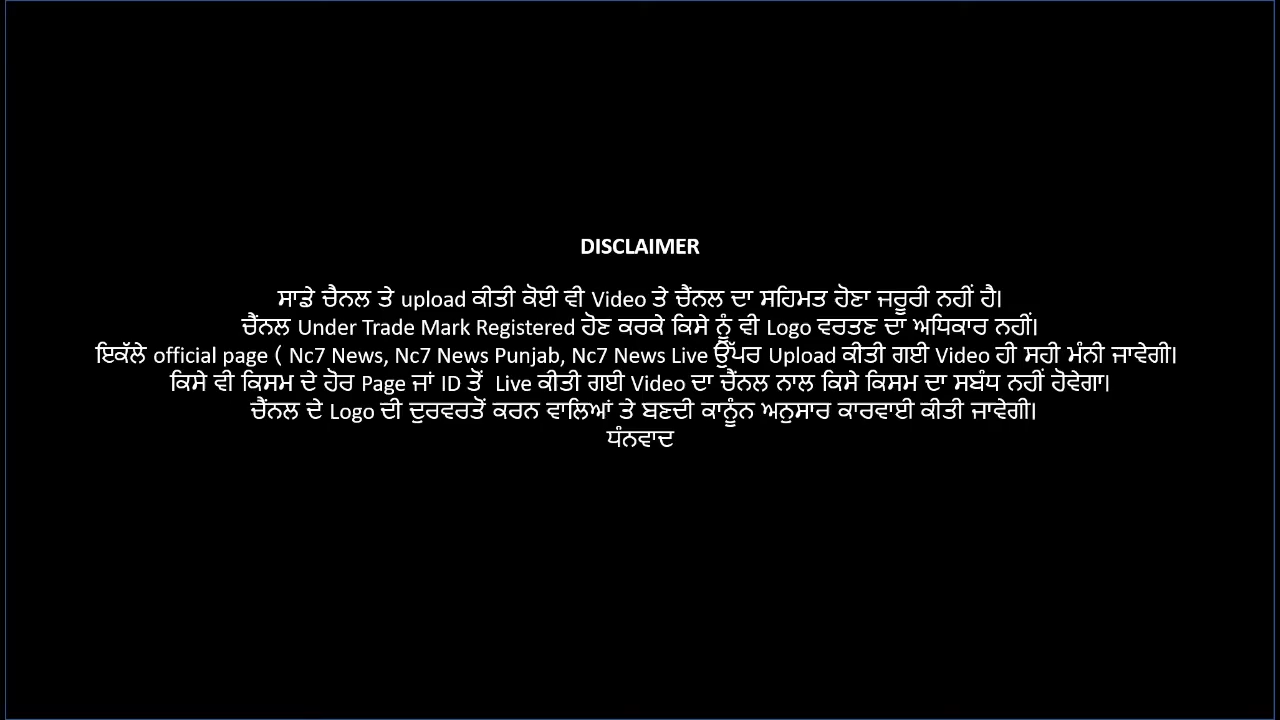 DISCLAIMER
ਸਾਡੇ ਚੈਨਲ ਤੇ upload ਕੀਤੀ ਕੋਈ ਵੀ Video ਤੇ ਚੈਂਨਲ ਦਾ ਸਹਿਮਤ ਹੋਣਾ ਜਰੂਰੀ ਨਹੀਂ ਹੈ।
ਚੈਂਨਲ Under Trade Mark Registered ਹੋਣ ਕਰਕੇ ਕਿਸੇ ਨੂੰ ਵੀ Logo ਵਰਤਣ ਦਾ ਅਧਿਕਾਰ ਨਹੀਂ।
ਇਕੱਲੇ official page ( Nc7 News, Nc7 News Punjab, Nc7 News Live ਉੱਪਰ Upload ਕੀਤੀ ਗਈ Video ਹੀ ਸਹੀ ਮੰਨੀ ਜਾਵੇਗੀ।
ਕਿਸੇ ਵੀ ਕਿਸਮ ਦੇ ਹੋਰ Page ਜਾਂ ID ਤੋਂ  Live ਕੀਤੀ ਗਈ Video ਦਾ ਚੈਂਨਲ ਨਾਲ ਕਿਸੇ ਕਿਸਮ ਦਾ ਸਬੰਧ ਨਹੀਂ ਹੋਵੇਗਾ।
ਚੈਂਨਲ ਦੇ Logo ਦੀ ਦੁਰਵਰਤੋਂ ਕਰਨ ਵਾਲਿਆਂ ਤੇ ਬਣਦੀ ਕਾਨੂੰਨ ਅਨੁਸਾਰ ਕਾਰਵਾਈ ਕੀਤੀ ਜਾਵੇਗੀ।
ਧੰਨਵਾਦ